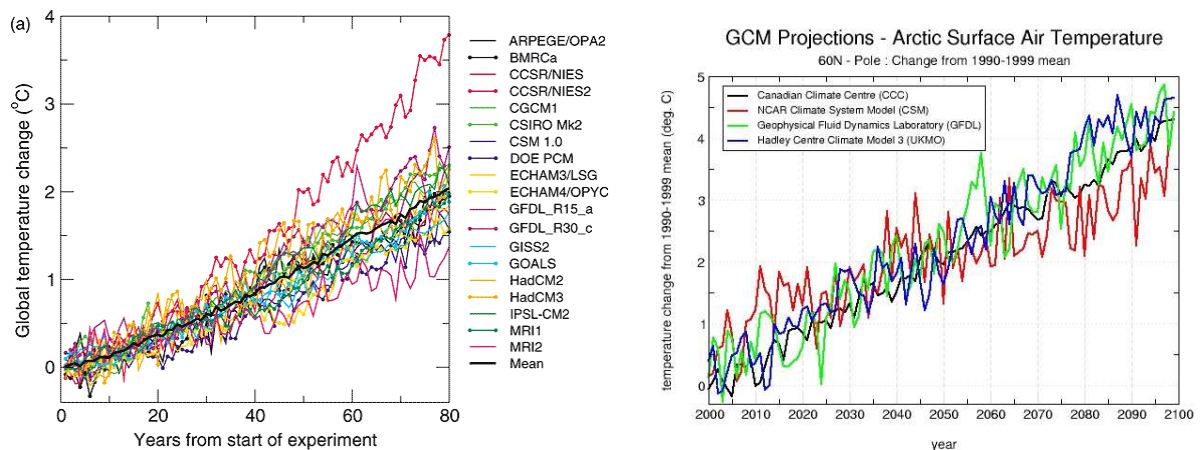 (a)
Global temperature change (°C)
4
3
2
1
0
0
20
40
60
80
Years from start of experiment
ARPEGE/OPA2
BMRCa
CCSR/NIES
CCSR/NIES2
CGCM1
CSIRO Mk2
CSM 1.0
DOE PCM
ECHAM3/LSG
ECHAM4/OPYC
GFDL_R15_a
GFDL_R30_c
GISS2
GOALS
HadCM2
HadCM3
IPSL-CM2
MRI1
MRI2
Mean
GCM Projections - Arctic Surface Air Temperature
60N - Pole : Change from 1990-1999 mean
temperature change from 1990-1999 mean (deg. C)
5
4
3
2
1
0
Canadian Climate Centre (CCC)
NCAR Climate System Model (CSM)
Geophysical Fluid Dynamics Laboratory (GFDL)
Hadley Centre Climate Model 3 (UKMO)
2000
2010
2020
2030
2040
2050
2060
2070
2080
2090
2100
year